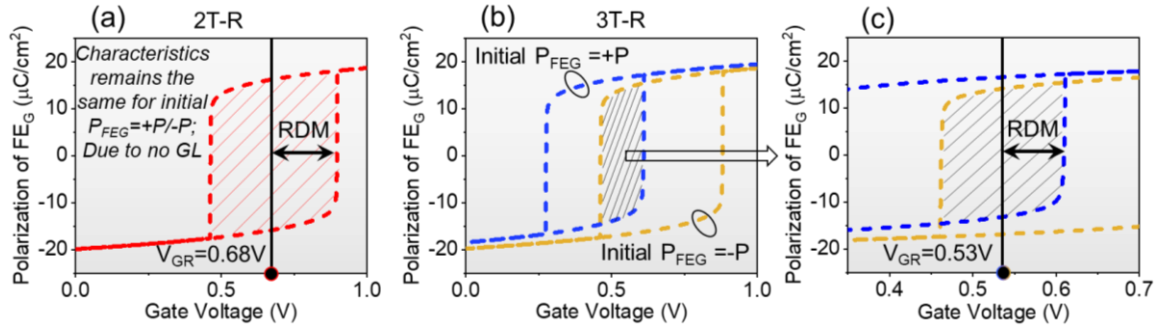 (a) 2T-R
Polarization of FE_G (μC/cm²)
20
10
0
-10
-20
Characteristics
remains the
same for initial
P_FEG=+P/-P;
Due to no GL
RDM
V_GR=0.68V
0.0 0.5 1.0
Gate Voltage (V)
(b) 3T-R
Polarization of FE_G (μC/cm²)
20
10
0
-10
-20
Initial P_FEG =+P
Initial P_FEG =-P
0.0 0.5 1.0
Gate Voltage (V)
(c)
Polarization of FE_G (μC/cm²)
20
10
0
-10
-20
RDM
V_GR=0.53V
0.4 0.5 0.6 0.7
Gate Voltage (V)